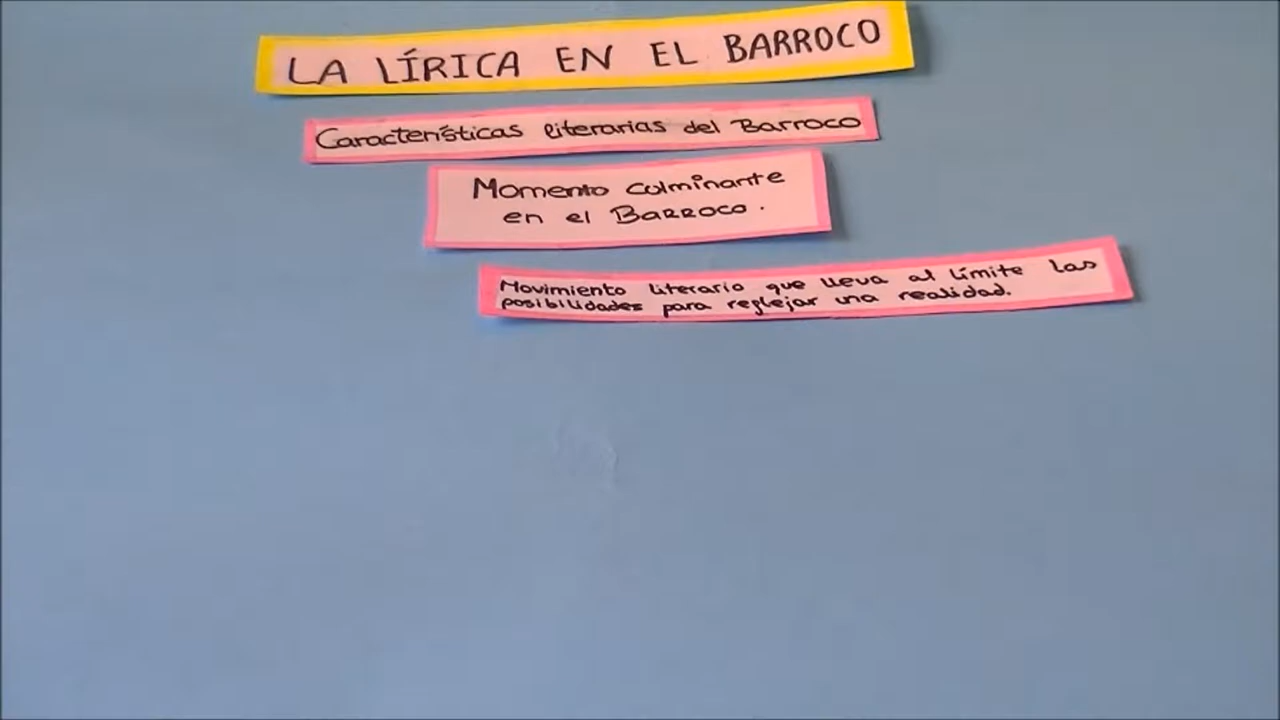 LA LÍRICA EN EL BARROCO
Características literarias del Barroco
Momento culminante
en el Barroco.
Movimiento literario que lleva al límite las
posibilidades para reglejar una realidad.